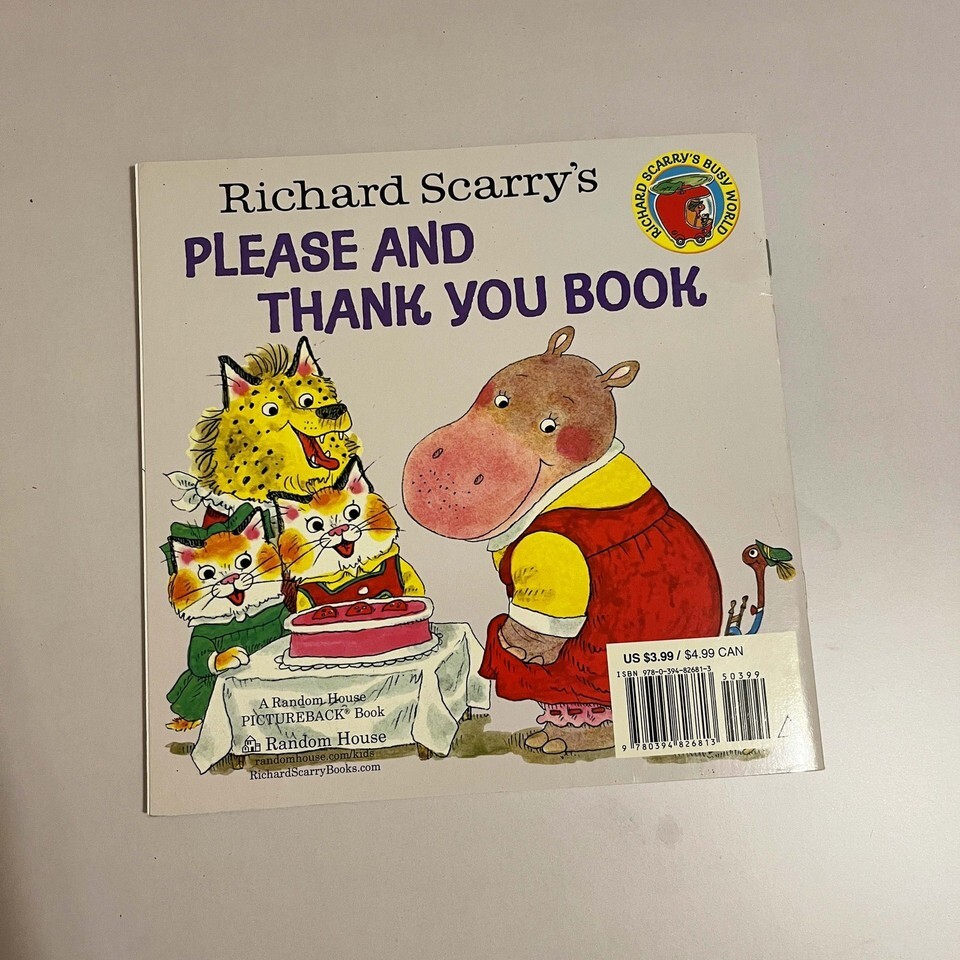 Richard Scarry's
RICHARD SCARRY'S BUSY WORLD
PLEASE AND
THANK YOU BOOK
US $3.99 / $4.99 CAN
ISBN 978-0-394-82681-3
50399
9 780394 826813
A Random House
PICTUREBACK® Book
Random House
randomhouse.com/kids
RichardScarryBooks.com